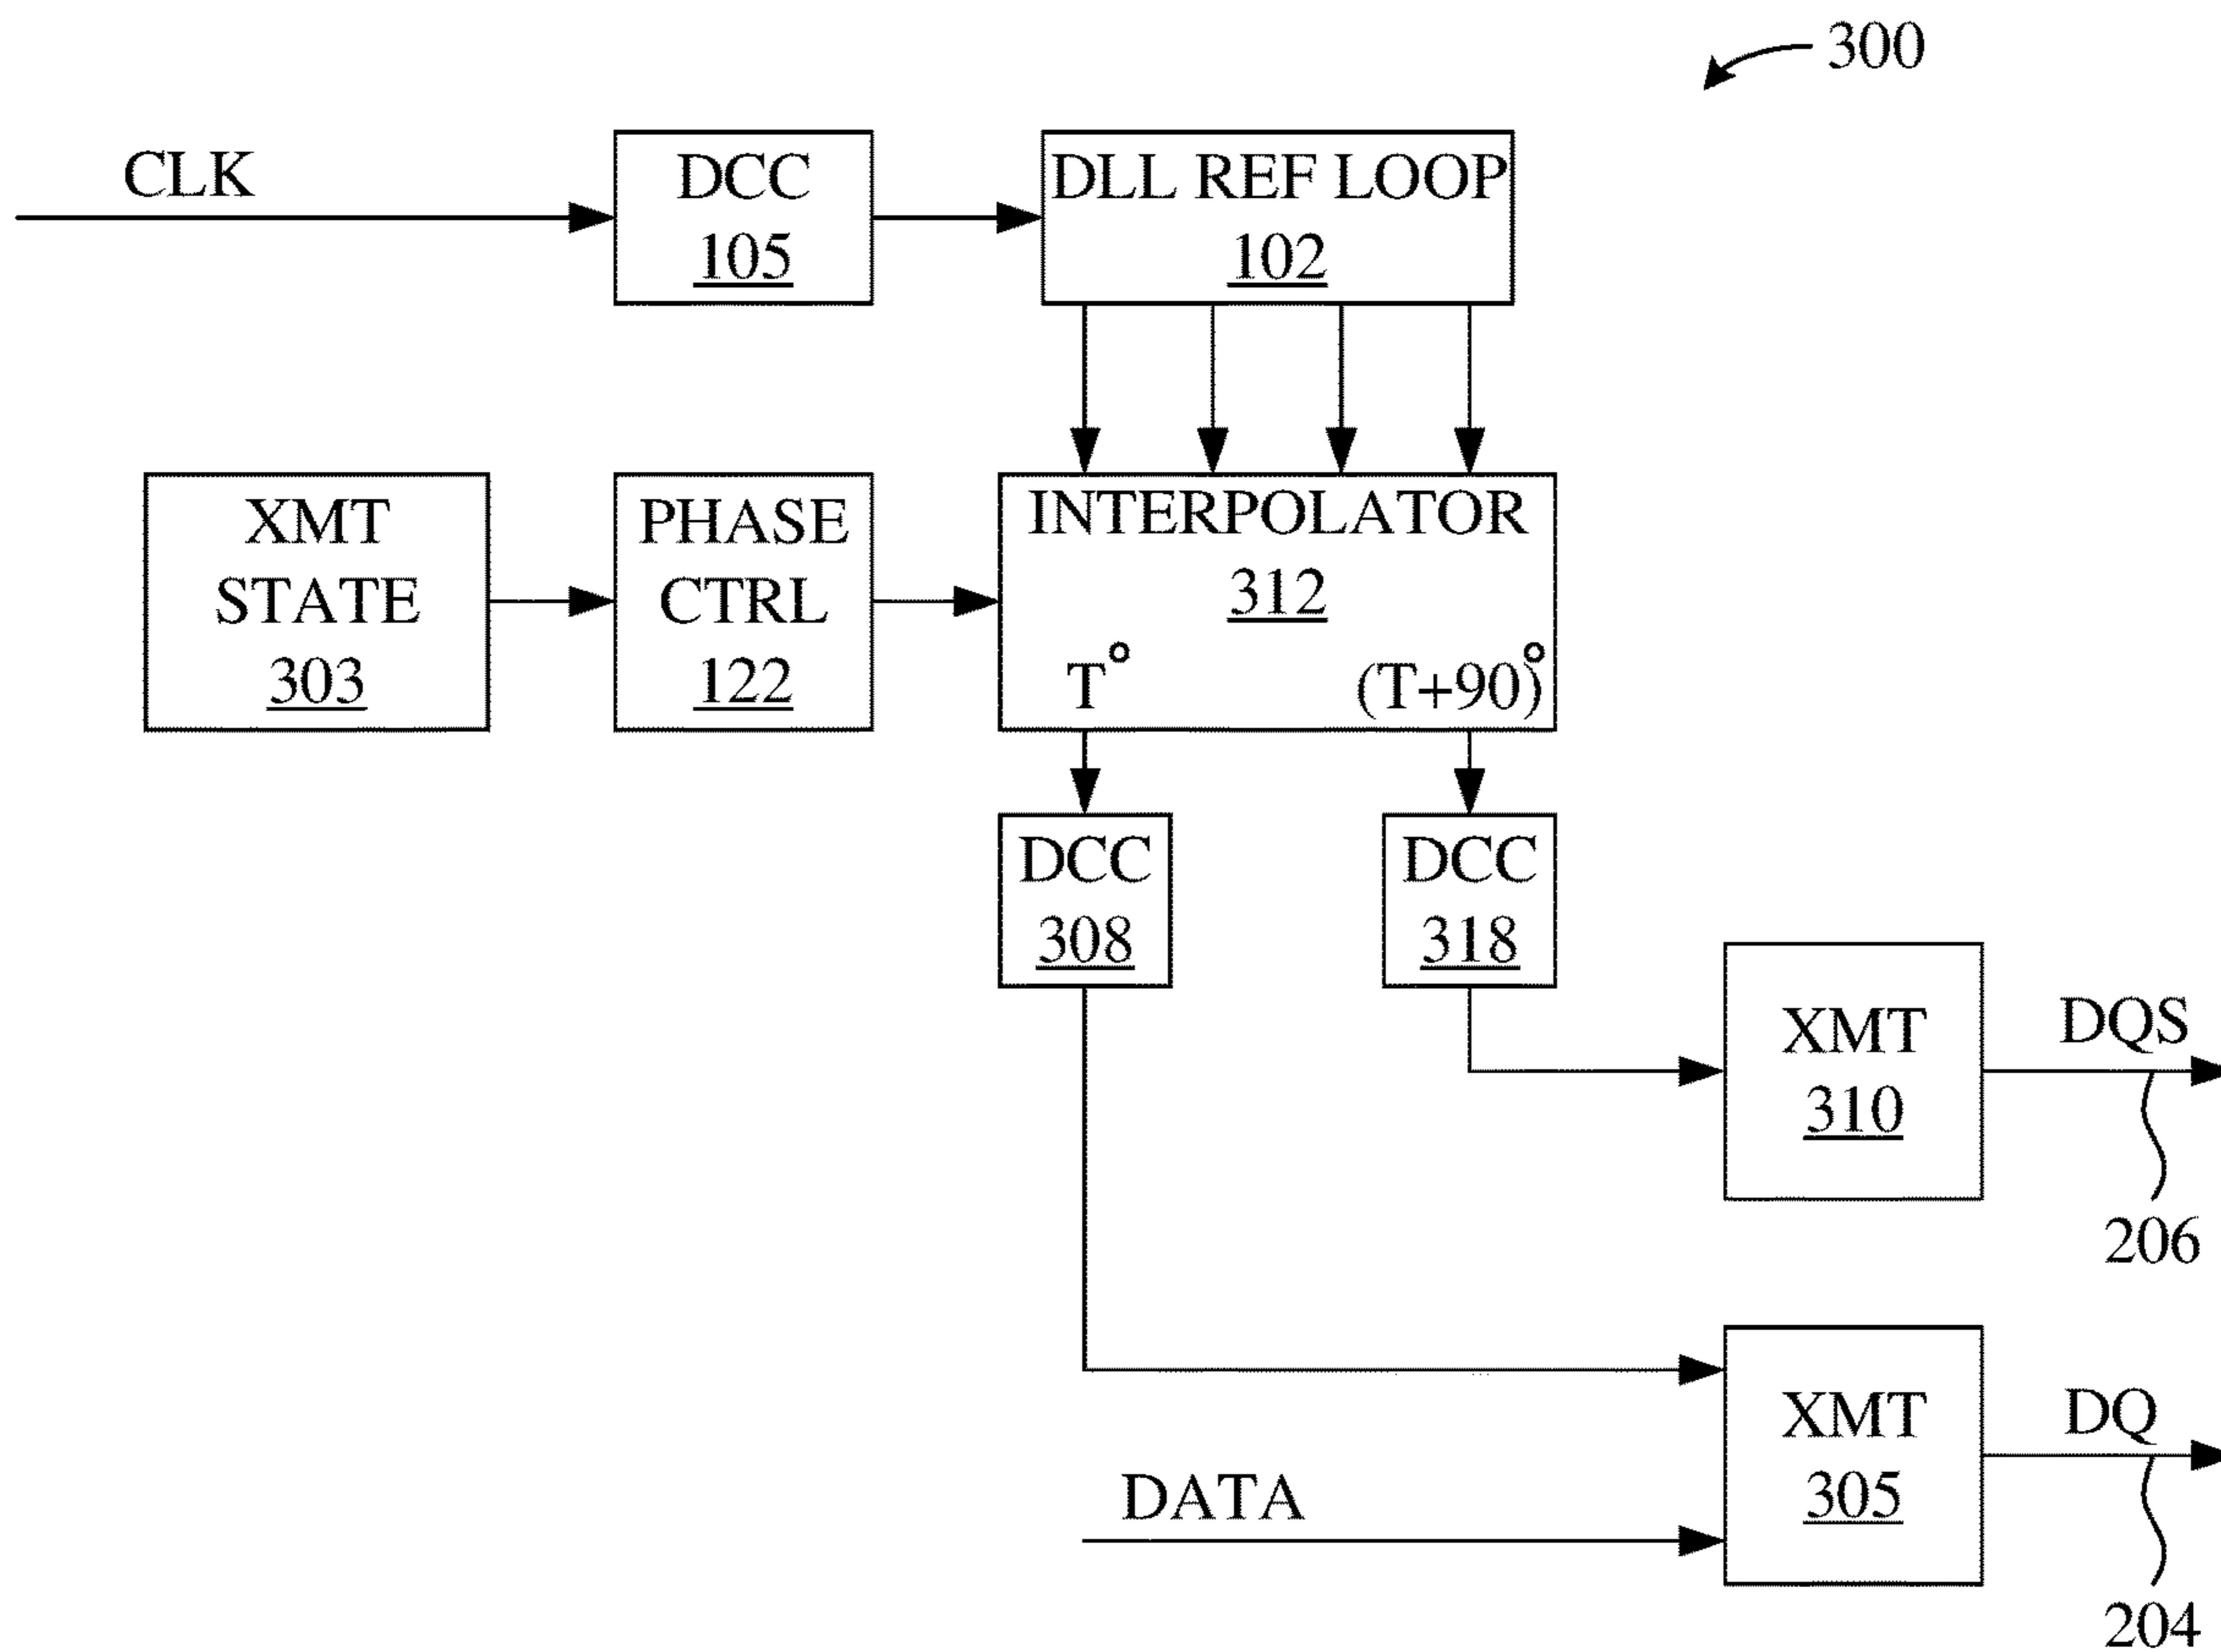 300
CLK
DCC
105
DLL REF LOOP
102
XMT
STATE
303
PHASE
CTRL
122
INTERPOLATOR
312
T° (T+90)°
DCC
308
DCC
318
XMT
310
DQS
206
XMT
305
DQ
204
DATA